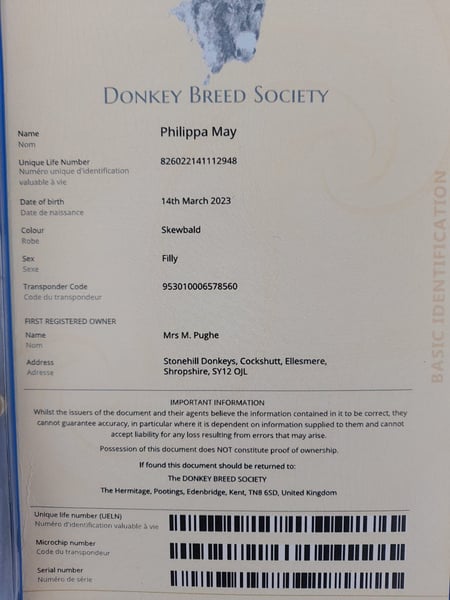 DONKEY BREED SOCIETY
Name Philippa May
Nom
Unique Life Number 826022141112948
Numéro unique d'identification
valuable à vie
Date of birth 14th March 2023
Date de naissance
Colour Skewbald
Robe
Sex Filly
Sexe
Transponder Code 953010006578560
Code du transpondeur
FIRST REGISTERED OWNER
Name Mrs M. Pughe
Nom
Address Stonehill Donkeys, Cockshutt, Ellesmere,
Adresse Shropshire, SY12 OJL
IMPORTANT INFORMATION
Whilst the issuers of the document and their agents believe the information contained in it to be correct, they
cannot guarantee accuracy, in particular where it is dependent on information supplied to them and cannot
accept liability for any loss resulting from errors that may arise.
Possession of this document does NOT constitute proof of ownership.
If found this document should be returned to:
The DONKEY BREED SOCIETY
The Hermitage, Pootings, Edenbridge, Kent, TN8 6SD, United Kingdom
Unique life number (UELN)
Numéro d'identification valuable à vie
Microchip number
Code du transpondeur
Serial number
Numéro de série
BASIC IDENTIFICATION